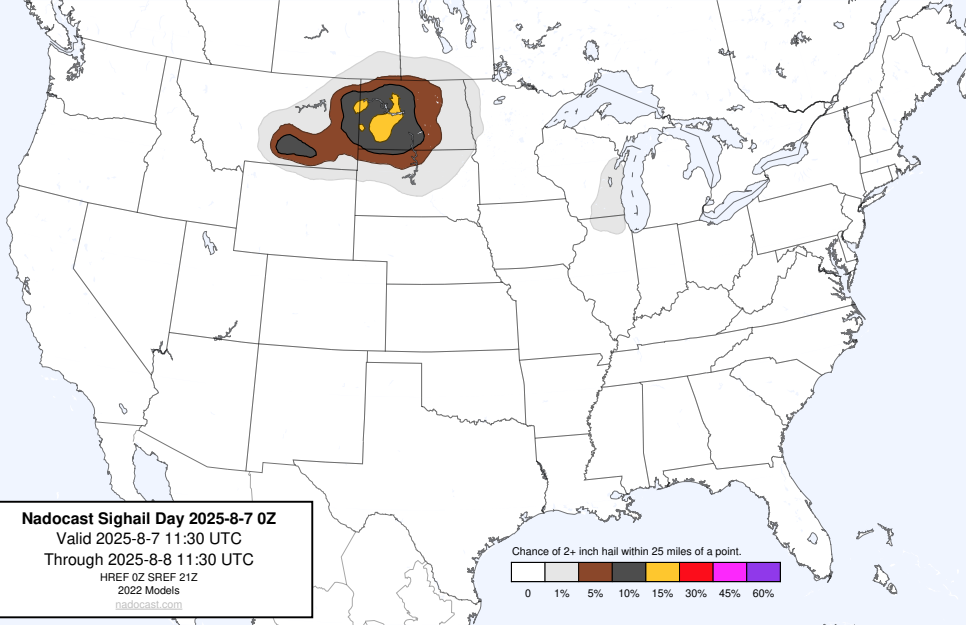 Nadocast Sighail Day 2025-8-7 0Z
Valid 2025-8-7 11:30 UTC
Through 2025-8-8 11:30 UTC
HREF 0Z SREF 21Z
2022 Models
nadocast.com
Chance of 2+ inch hail within 25 miles of a point.
0 1% 5% 10% 15% 30% 45% 60%